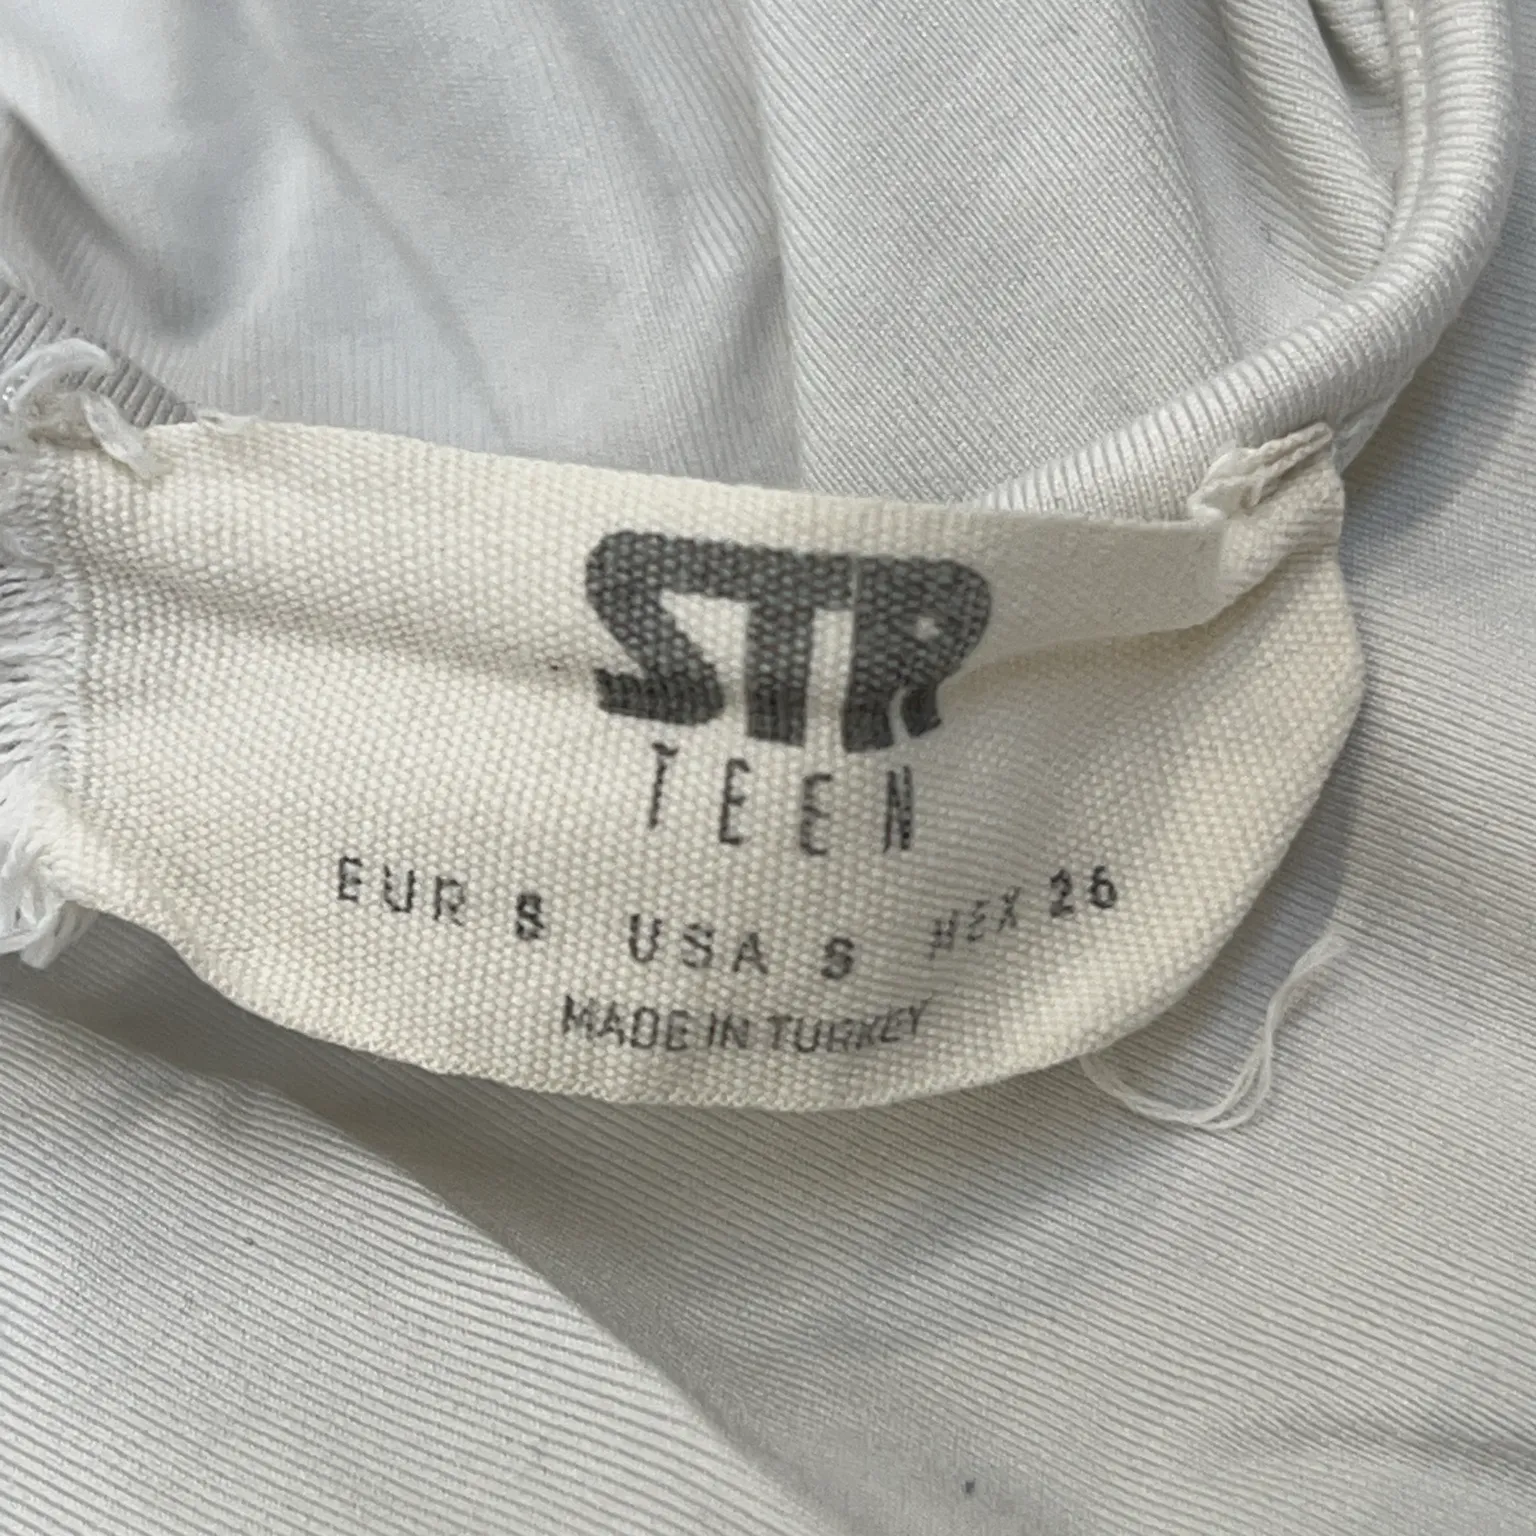 STR
TEEN
EUR S USA S MEX 26
MADE IN TURKEY